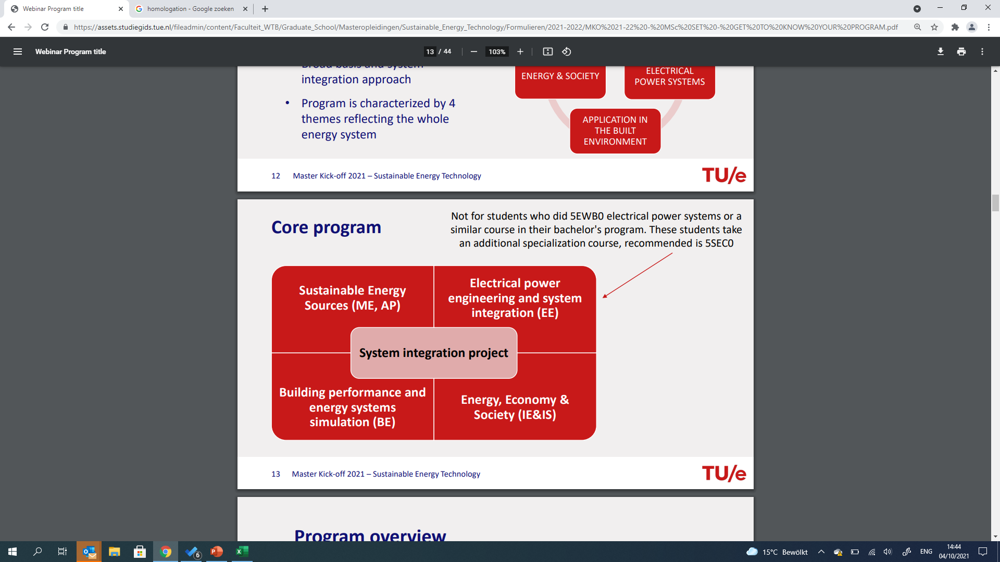 Webinar Program title
homologation - Google zoeken
https://assets.studiegids.tue.nl/fileadmin/content/Faculteit_WTB/Graduate_School/Masteropleidingen/Sustainable_Energy_Technology/Formulieren/2021-2022/MKO%2021-22%20-%20MSc%20SET%20-%20GET%20TO%20KNOW%20YOUR%20PROGRAM.pdf
Webinar Program title
13 / 44
103%
Broad basis and system
integration approach
• Program is characterized by 4
themes reflecting the whole
energy system
ENERGY & SOCIETY
ELECTRICAL
POWER SYSTEMS
APPLICATION IN
THE BUILT
ENVIRONMENT
12 Master Kick-off 2021 – Sustainable Energy Technology
TU/e
Core program
Not for students who did 5EWB0 electrical power systems or a
similar course in their bachelor's program. These students take
an additional specialization course, recommended is 5SEC0
Sustainable Energy
Sources (ME, AP)
Electrical power
engineering and system
integration (EE)
System integration project
Building performance and
energy systems
simulation (BE)
Energy, Economy &
Society (IE&IS)
13 Master Kick-off 2021 – Sustainable Energy Technology
TU/e
Program overview
6
15°C Bewölkt
ENG
14:44
04/10/2021